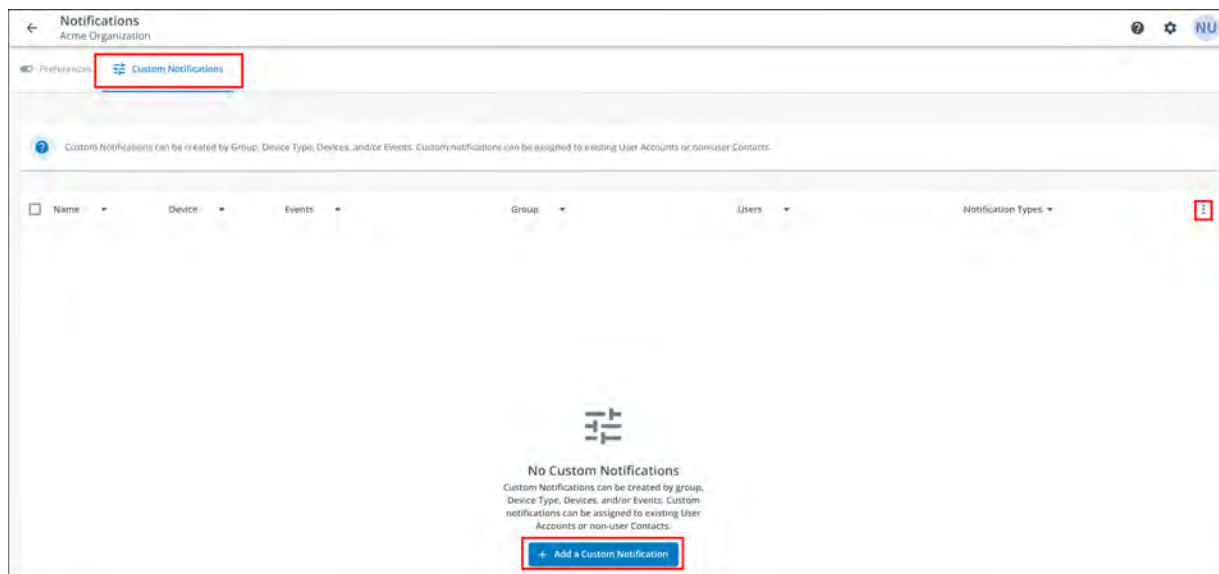 Notifications
Acme Organization
NU
Preferences
Custom Notifications
Custom Notifications can be created by Group, Device Type, Devices, and/or Events. Custom notifications can be assigned to existing User Accounts or nonuser Contacts.
Name Device Events Group Users Notification Types
No Custom Notifications
Custom Notifications can be created by group,
Device Type, Devices, and/or Events. Custom
notifications can be assigned to existing User
Accounts or non-user Contacts.
+ Add a Custom Notification